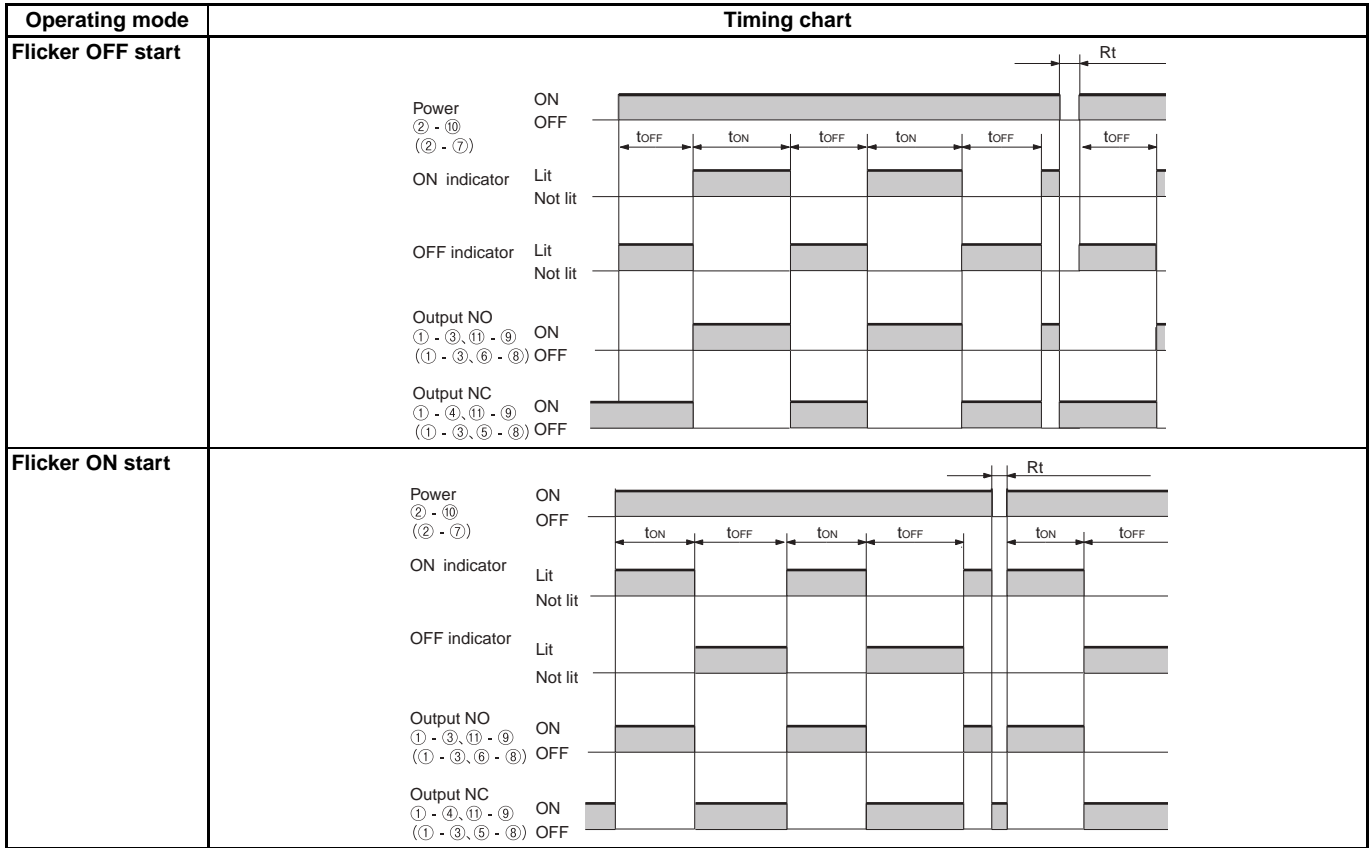 Operating mode
Timing chart
Flicker OFF start
Rt
Power
② - ⑩
(② - ⑦)
ON
OFF
tOFF tON tOFF tON tOFF tOFF
ON indicator
Lit
Not lit
OFF indicator
Lit
Not lit
Output NO
① - ③、⑪ - ⑨
(① - ③、⑥ - ⑧)
ON
OFF
Output NC
① - ④、⑪ - ⑨
(① - ③、⑤ - ⑧)
ON
OFF
Flicker ON start
Rt
Power
② - ⑩
(② - ⑦)
ON
OFF
tON tOFF tON tOFF tON tOFF
ON indicator
Lit
Not lit
OFF indicator
Lit
Not lit
Output NO
① - ③、⑪ - ⑨
(① - ③、⑥ - ⑧)
ON
OFF
Output NC
① - ④、⑪ - ⑨
(① - ③、⑤ - ⑧)
ON
OFF